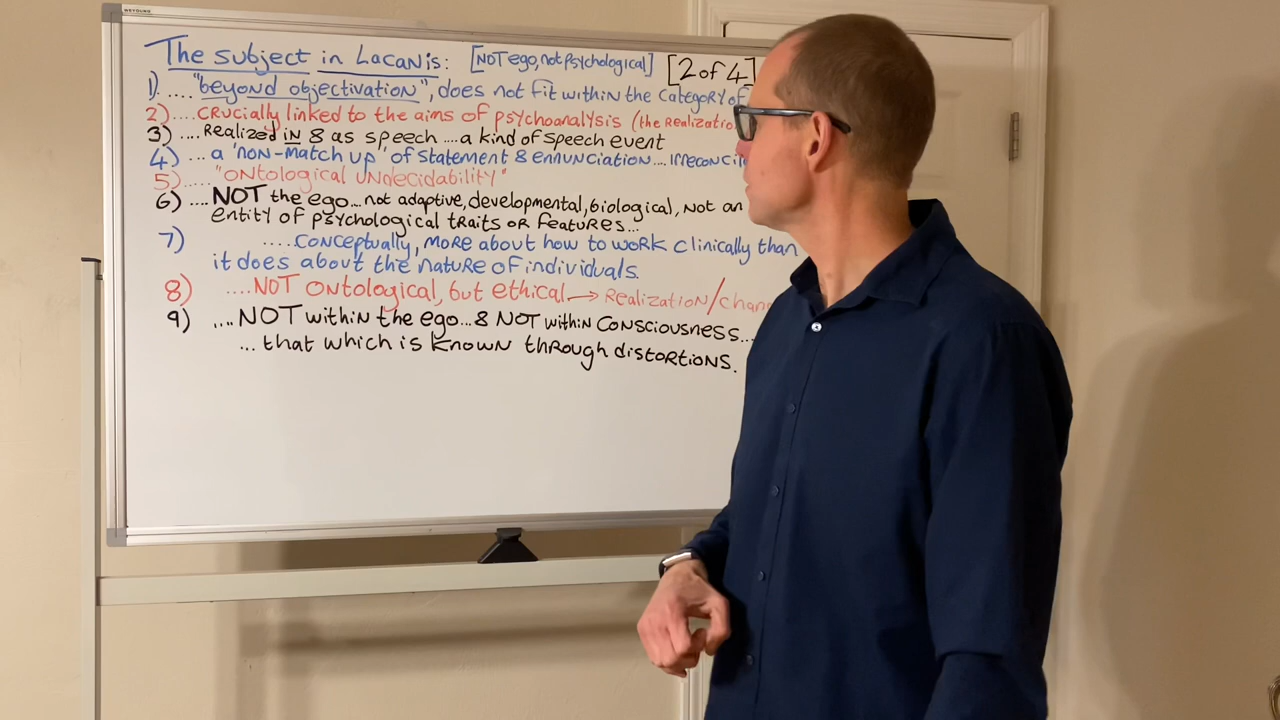 WEYOUNG
The subject in Lacan is: [NOT ego, not psychological] [2 of 4]
1). .... "beyond objectivation", does not fit within the category of
2) .... crucially linked to the aims of psychoanalysis (the
3) .... Realized in & as speech .... a kind of speech event
4) ... a 'non-match up' of statement & ennunciation ....
5) ..... "Ontological undecidability"
6) .... NOT the ego... not adaptive, developmental, biological, not an
entity of psychological traits or features...
7) ..... conceptually, more about how to work clinically than
it does about the nature of individuals.
8) .... NOT ontological, but ethical → Realization/
9) .... NOT within the ego... & NOT within consciousness...
... that which is known through distortions.